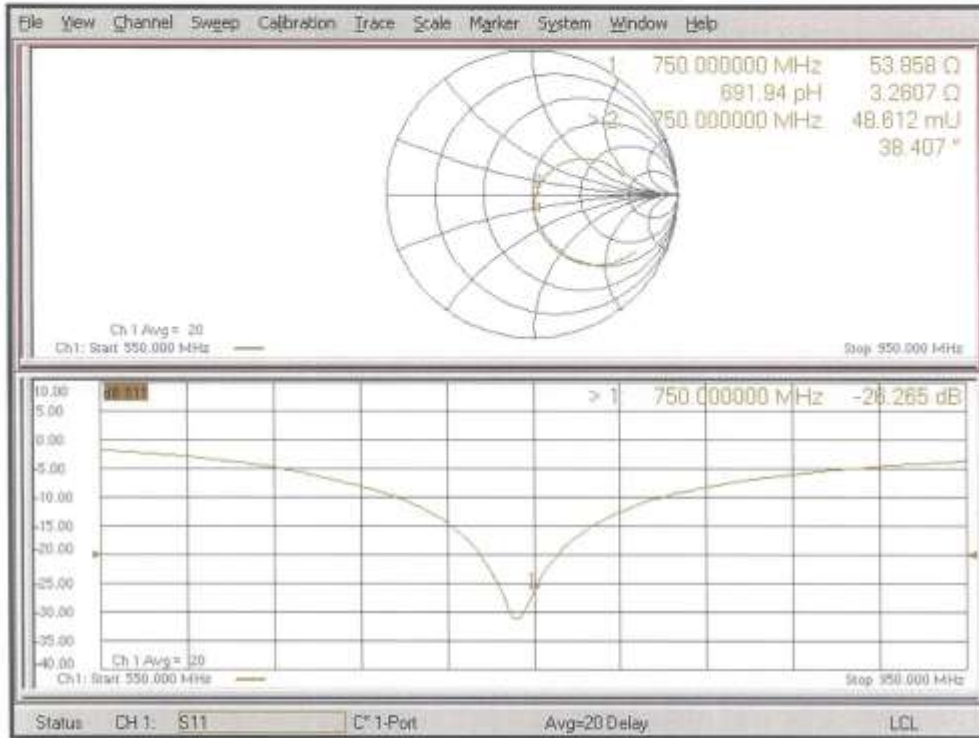 File View Channel Sweep Calibration Trace Scale Marker System Window Help
1 750.000000 MHz 53.858 Ω
691.94 pH 3.2607 Ω
> 2 750.000000 MHz 48.612 mU
38.407 °
Ch 1 Avg = 20
Ch1: Start 550.000 MHz
Stop 950.000 MHz
10.00
dB S11
> 1 750.000000 MHz -26.265 dB
5.00
0.00
-5.00
-10.00
-15.00
-20.00
-25.00
1
-30.00
-35.00
-40.00
Ch 1 Avg = 20
Ch1: Start 550.000 MHz
Stop 950.000 MHz
Status CH 1: S11 C* 1-Port Avg=20 Delay LCL